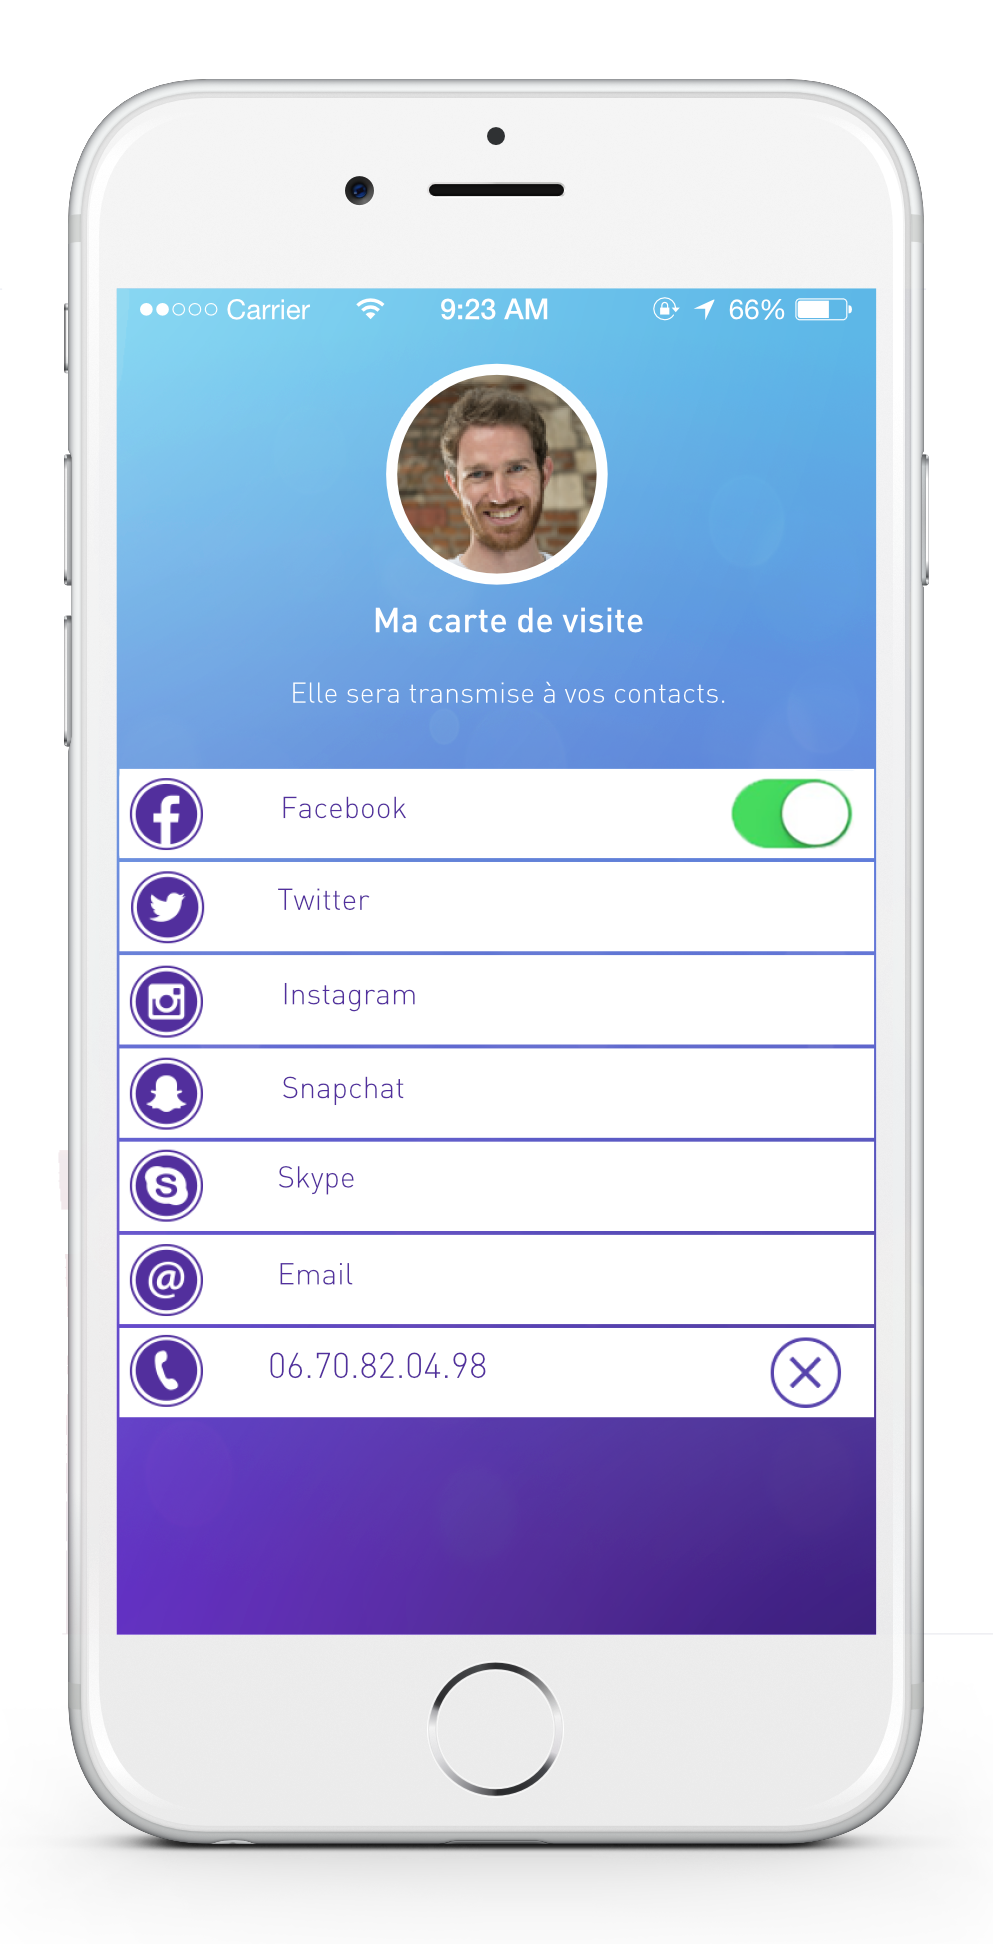 Carrier 9:23 AM 66%
Ma carte de visite
Elle sera transmise à vos contacts.
Facebook
Twitter
Instagram
Snapchat
Skype
Email
06.70.82.04.98